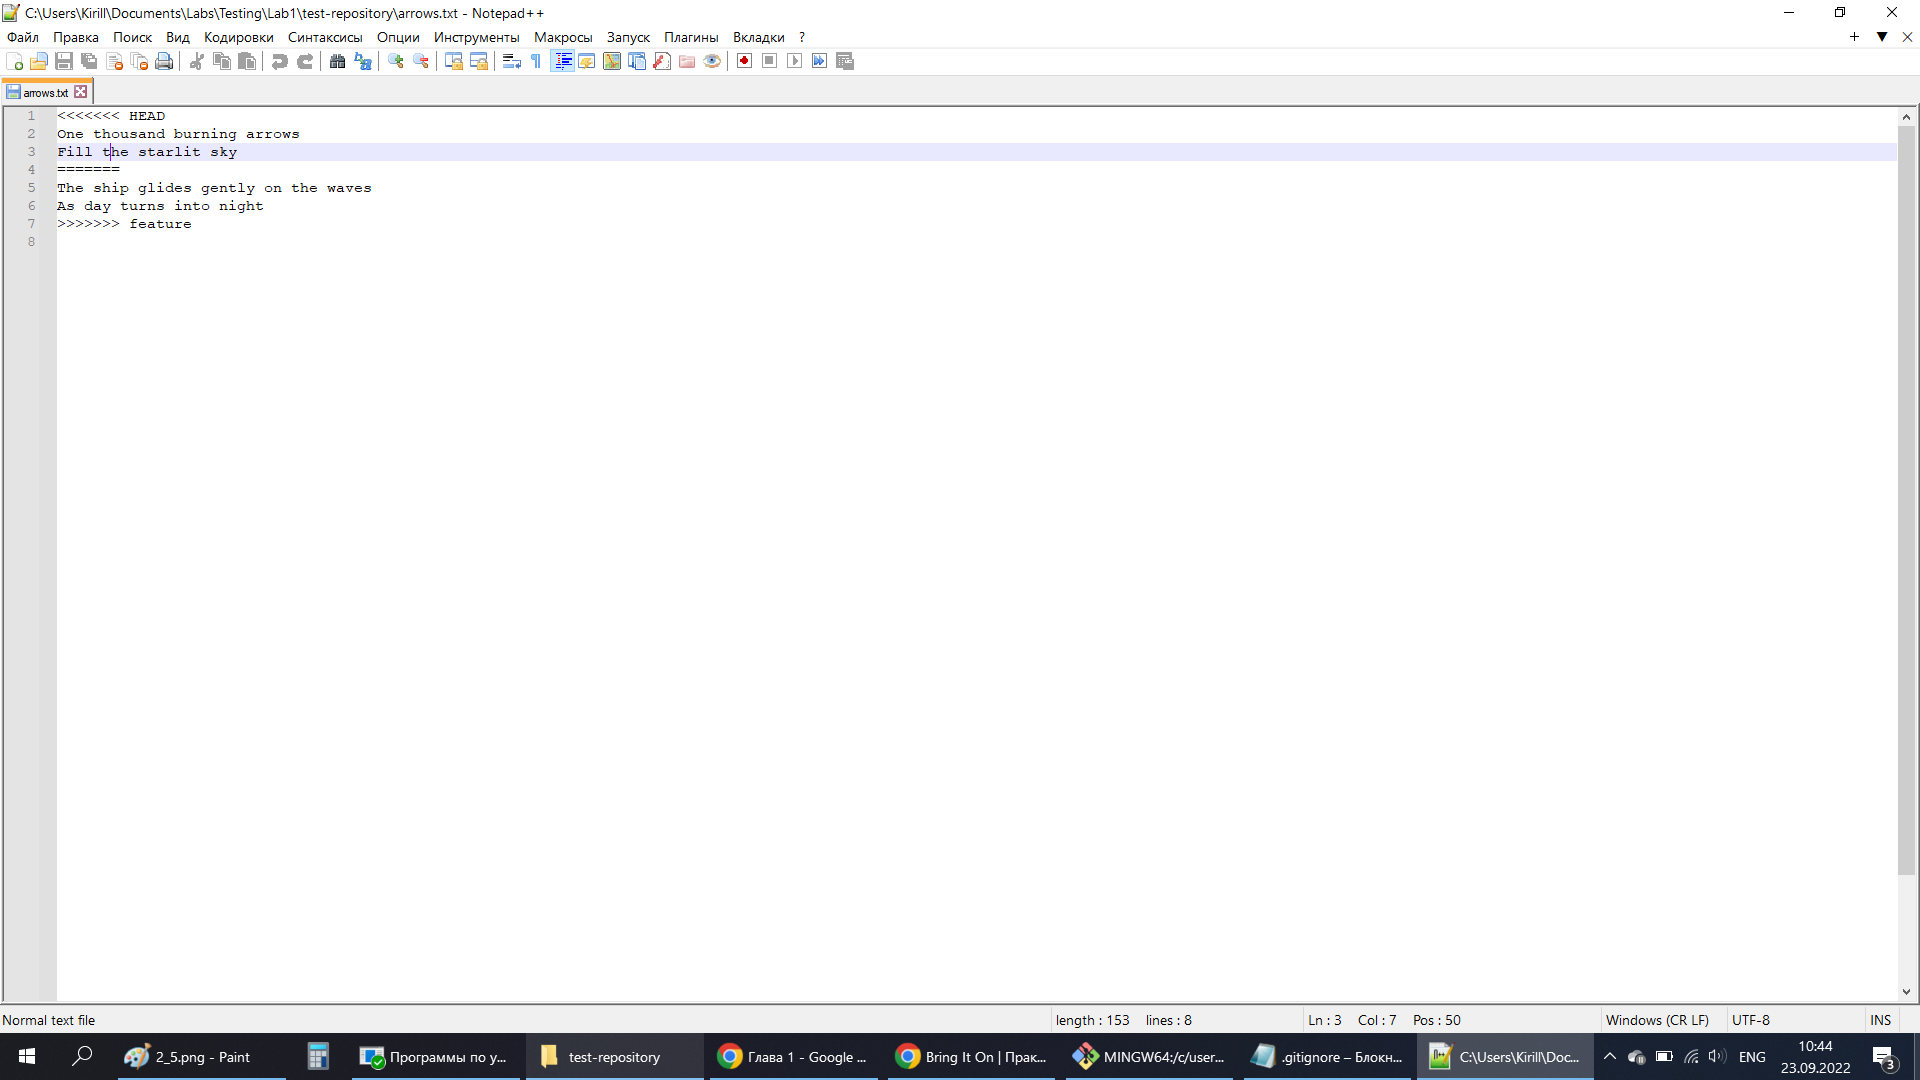 C:\Users\Kirill\Documents\Labs\Testing\Lab1\test-repository\arrows.txt - Notepad++
Файл Правка Поиск Вид Кодировки Синтаксисы Опции Инструменты Макросы Запуск Плагины Вкладки ?
arrows.txt
1 <<<<<<< HEAD
2 One thousand burning arrows
3 Fill the starlit sky
4 =======
5 The ship glides gently on the waves
6 As day turns into night
7 >>>>>>> feature
8
Normal text file length : 153 lines : 8 Ln : 3 Col : 7 Pos : 50 Windows (CR LF) UTF-8 INS
2_5.png - Paint Программы по у... test-repository Глава 1 - Google ... Bring It On | Прак... MINGW64:/c/user... .gitignore – Блокн... C:\Users\Kirill\Doc... ENG 10:44
23.09.2022 3